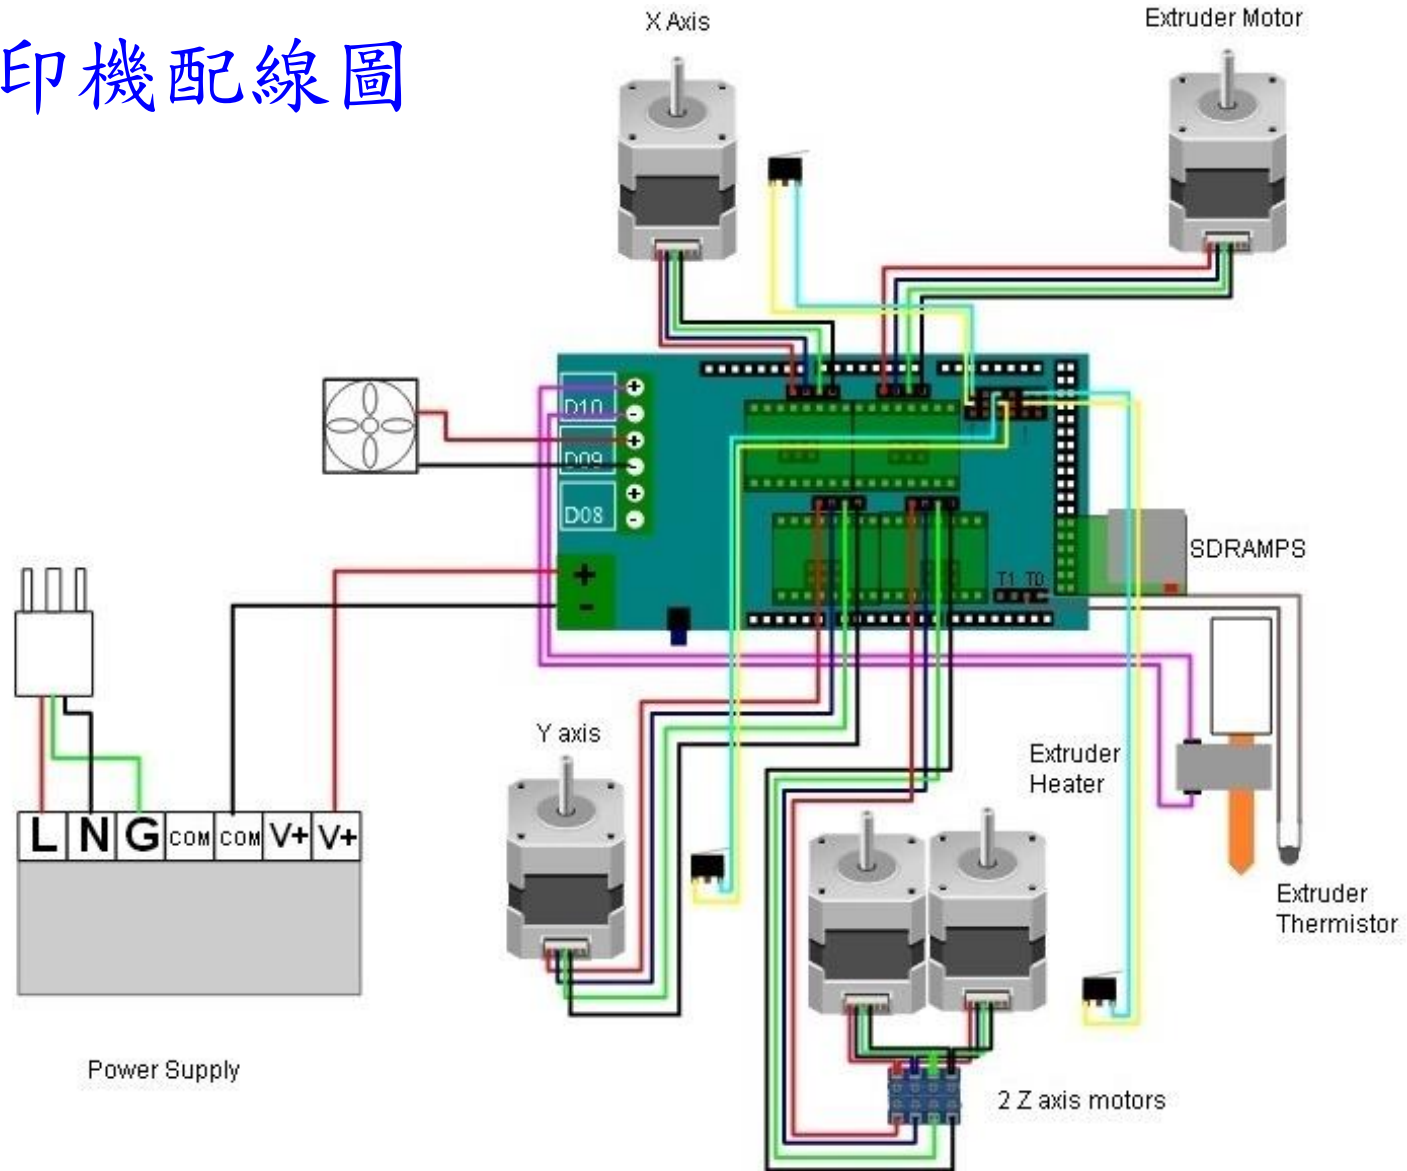 印機配線圖
X Axis
Extruder Motor
D10
+
-
D09
+
-
D08
+
-
+
-
T1 T0
SDRAMPS
Y axis
Extruder
Heater
L N G COM COM V+ V+
Extruder
Thermistor
Power Supply
2 Z axis motors